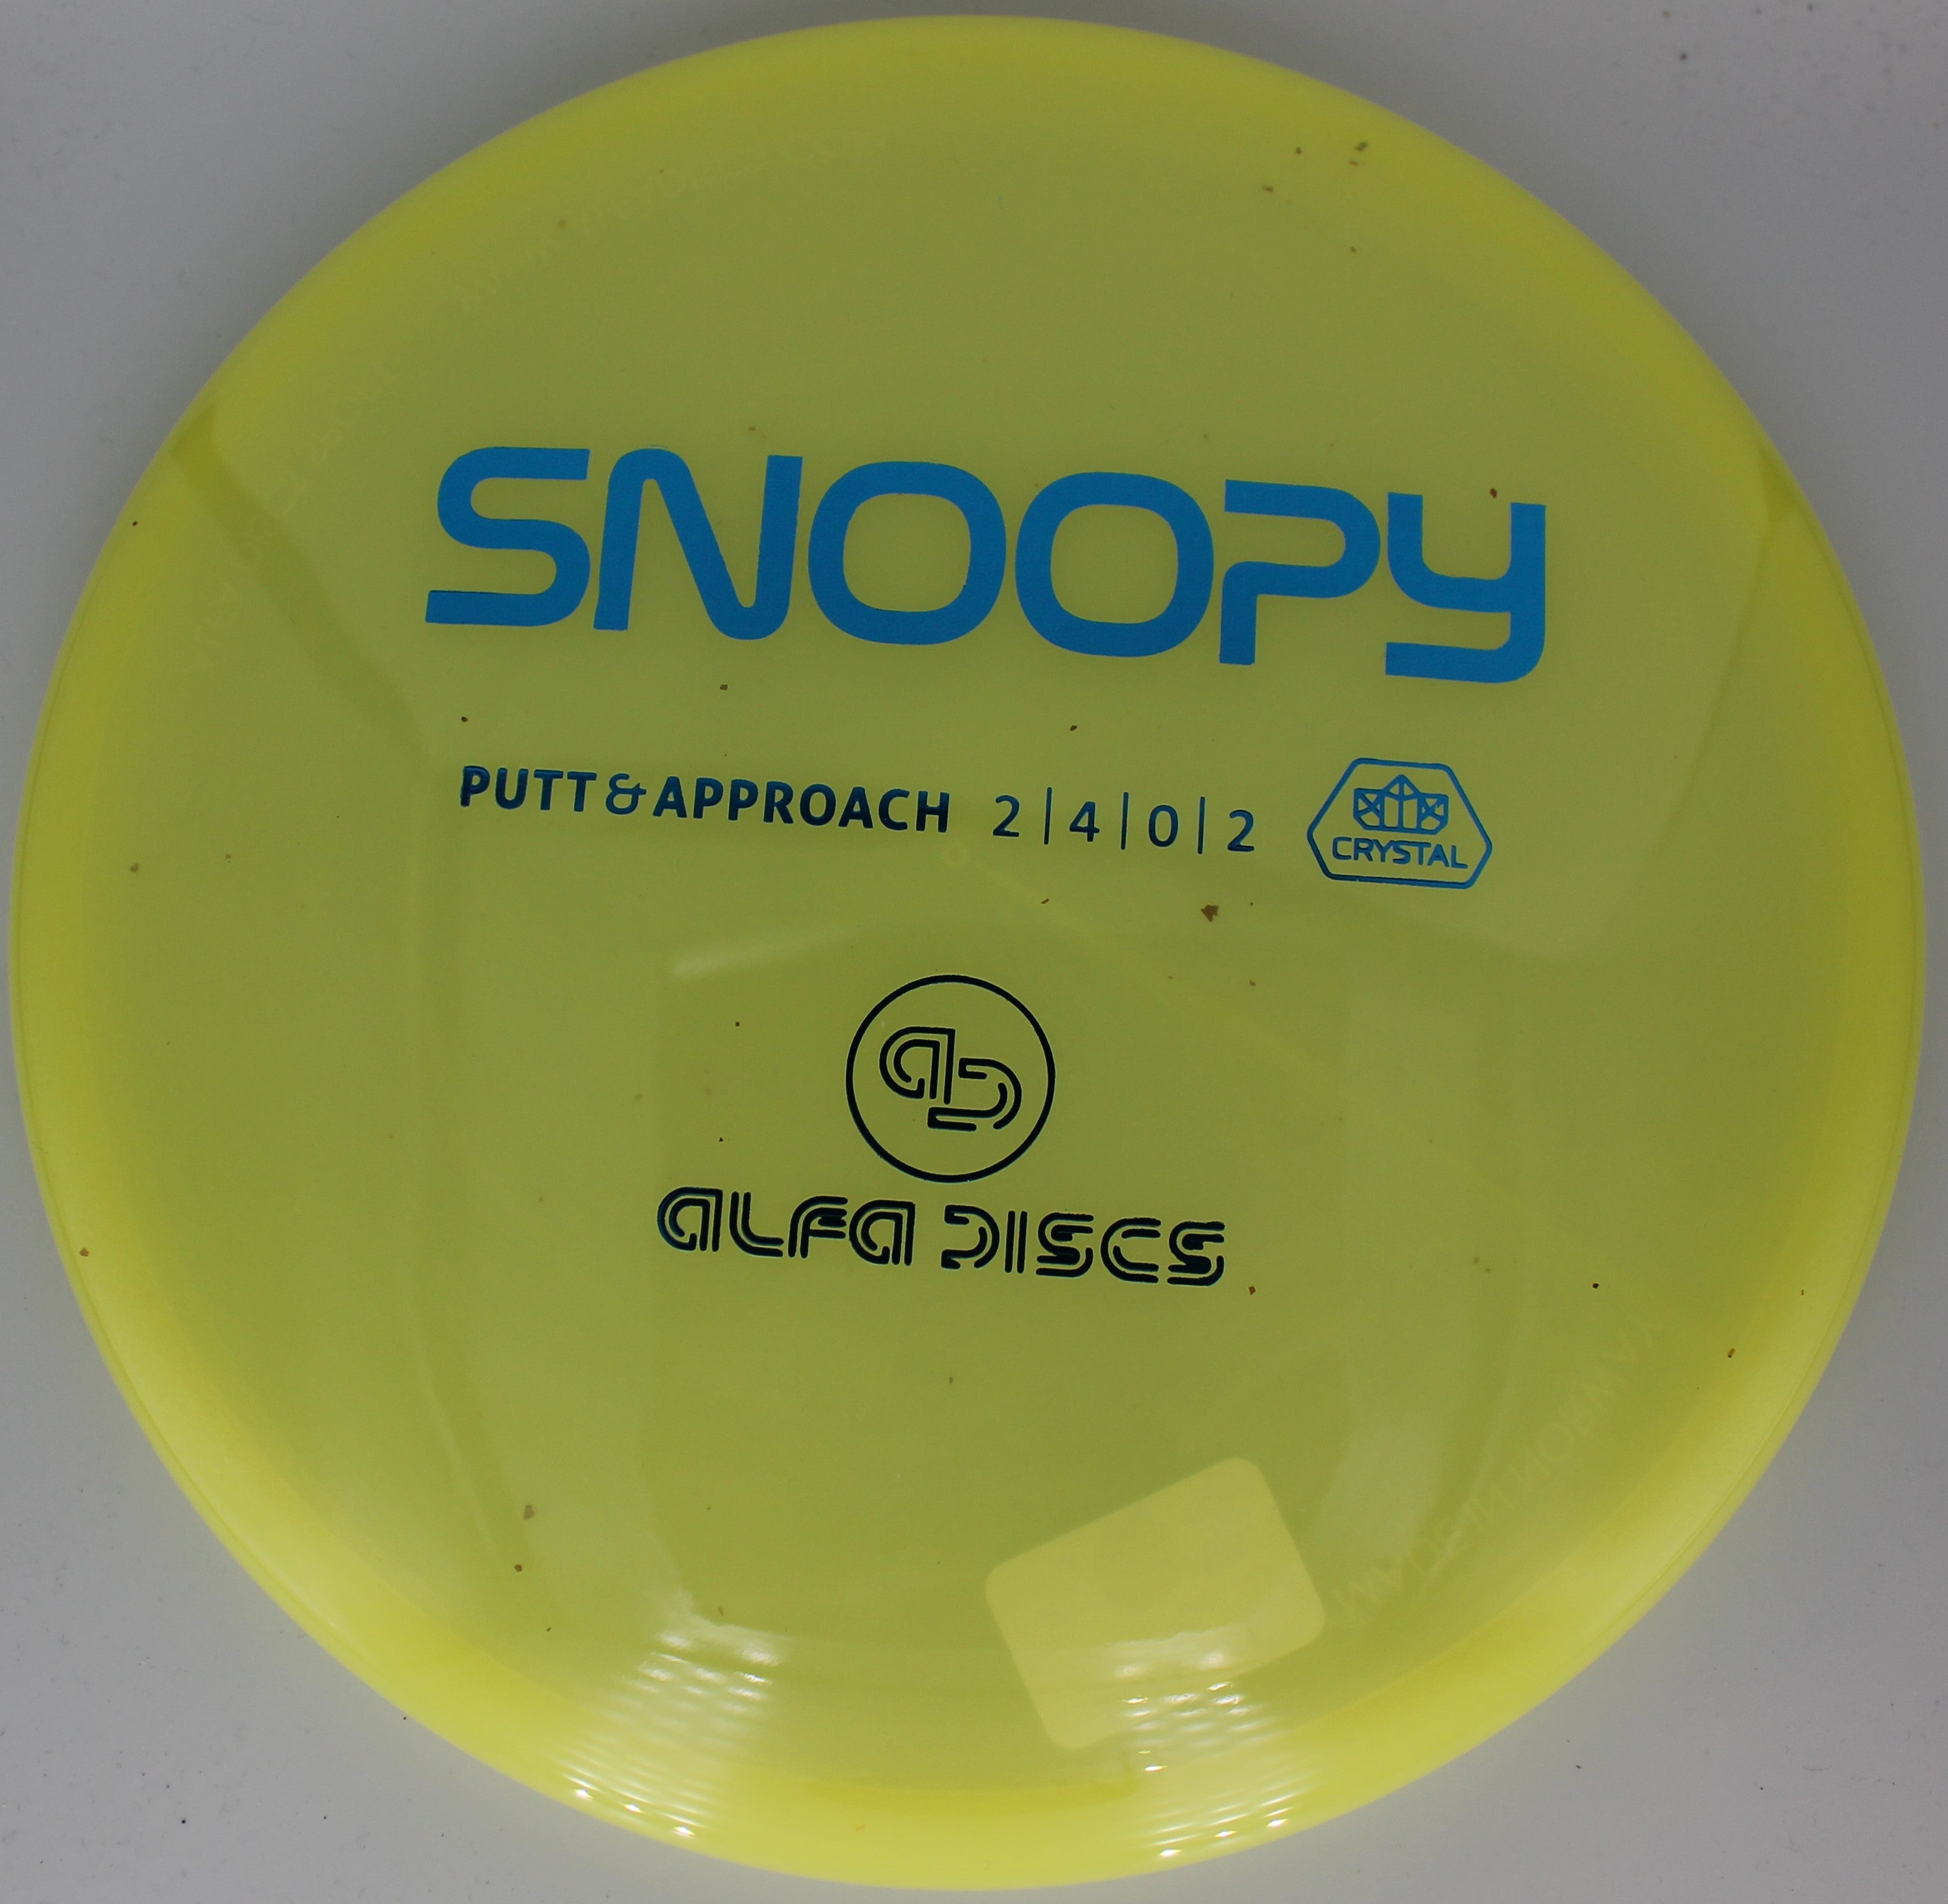 SNOOPY
PUTT & APPROACH 2|4|0|2 CRYSTAL
ALFA DISCS